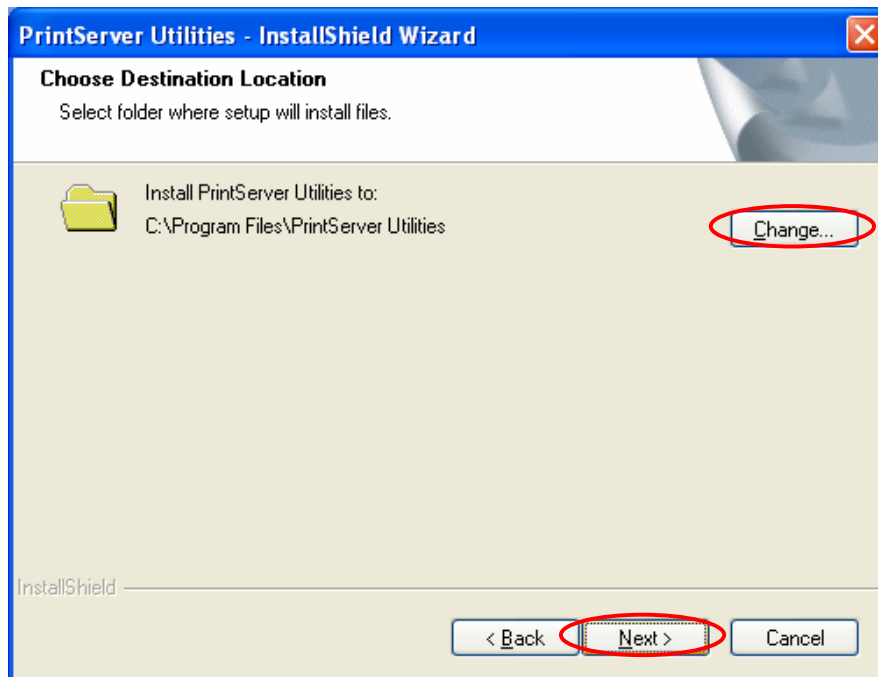 PrintServer Utilities - InstallShield Wizard
Choose Destination Location
Select folder where setup will install files.
Install PrintServer Utilities to:
C:\Program Files\PrintServer Utilities
Change...
InstallShield
< Back
Next >
Cancel